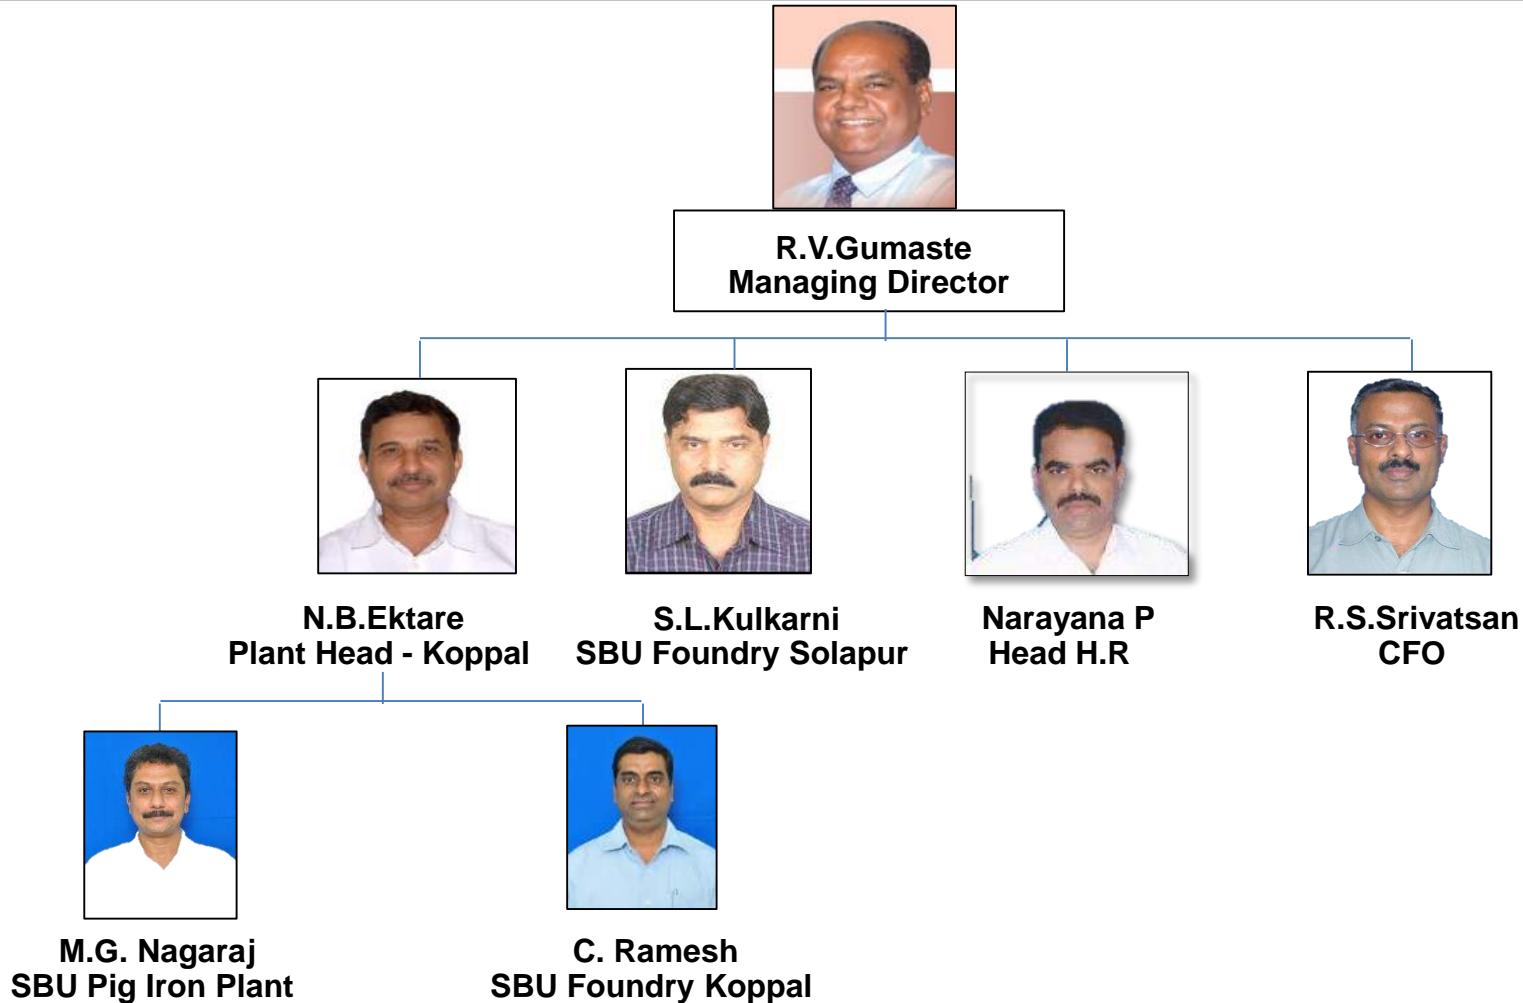 R.V.Gumaste
Managing Director
N.B.Ektare
Plant Head - Koppal
S.L.Kulkarni
SBU Foundry Solapur
Narayana P
Head H.R
R.S.Srivatsan
CFO
M.G. Nagaraj
SBU Pig Iron Plant
C. Ramesh
SBU Foundry Koppal